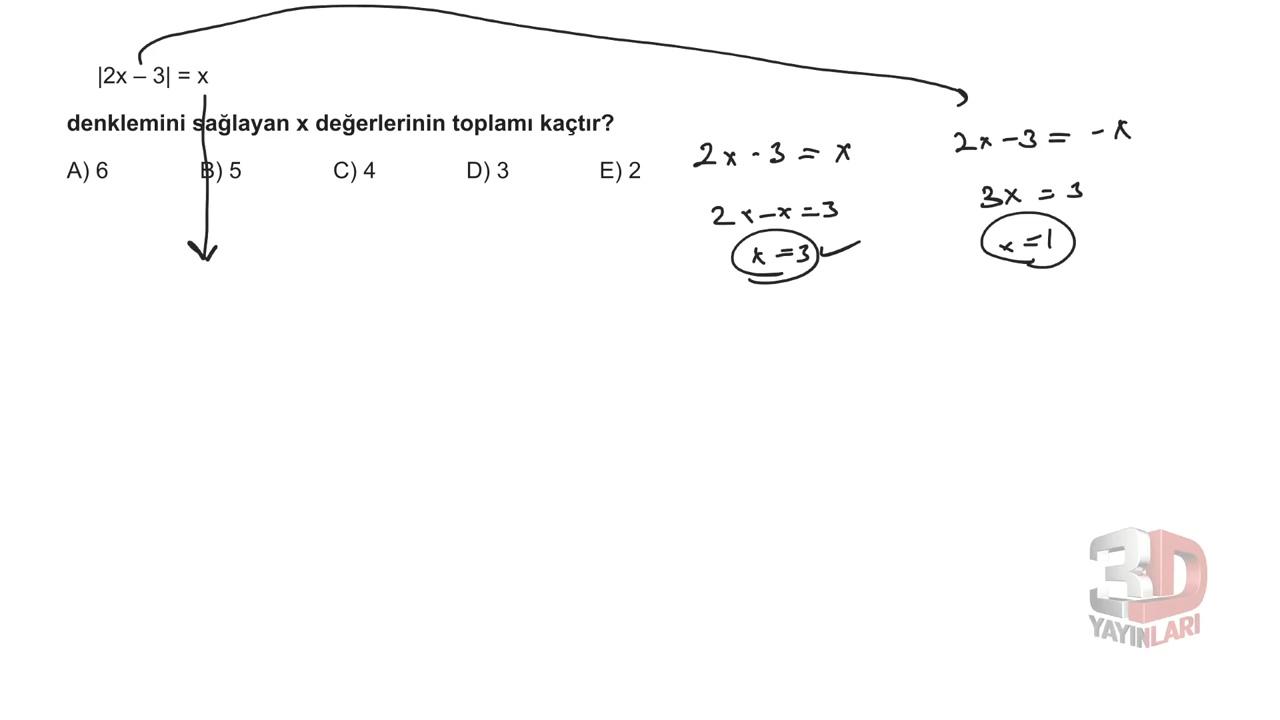 |2x – 3| = x
denklemini sağlayan x değerlerinin toplamı kaçtır?
A) 6 B) 5 C) 4 D) 3 E) 2
2x - 3 = x
2x - x = 3
x = 3
2x - 3 = - x
3x = 3
x = 1
3D
YAYINLARI